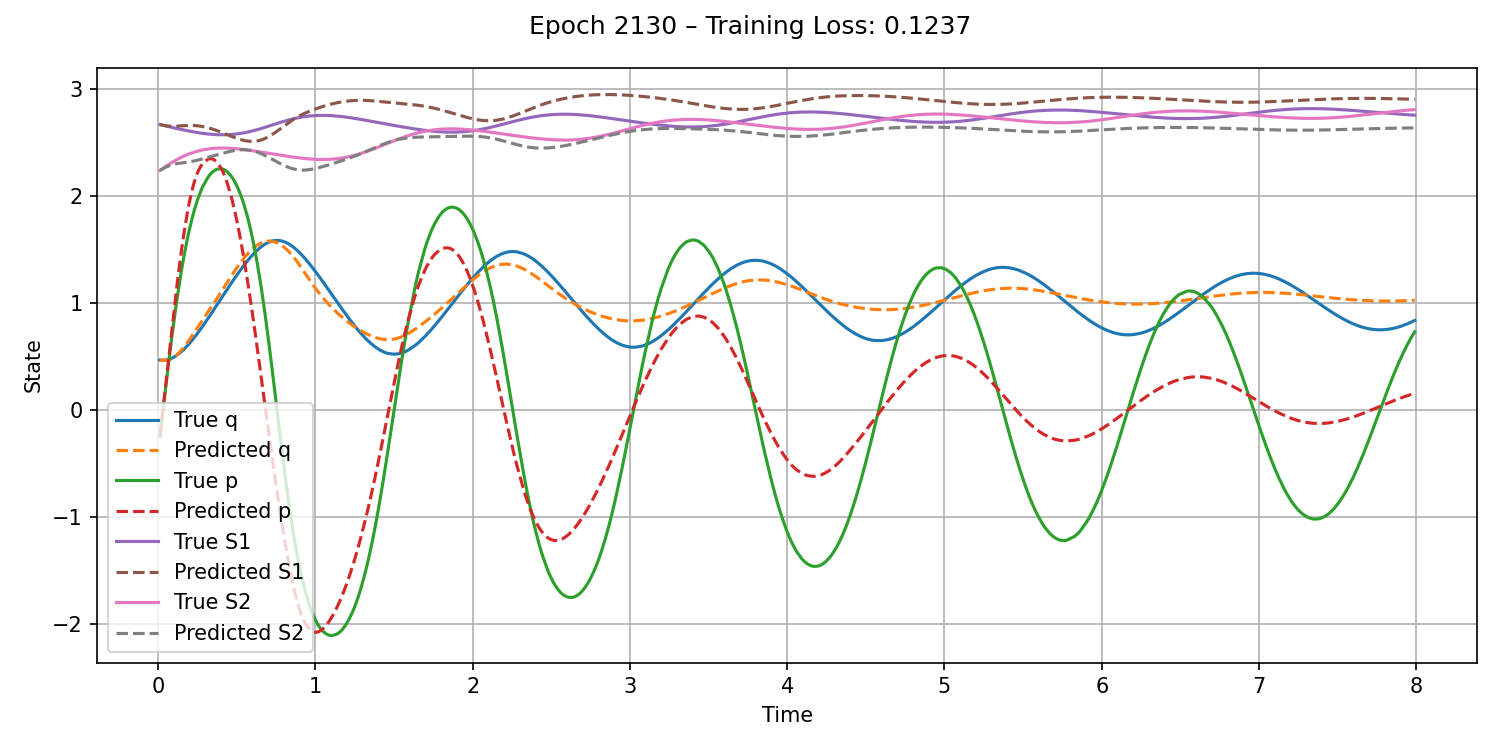 Epoch 2130 – Training Loss: 0.1237
3
2
1
0
−1
−2
State
True q
Predicted q
True p
Predicted p
True S1
Predicted S1
True S2
Predicted S2
0 1 2 3 4 5 6 7 8
Time